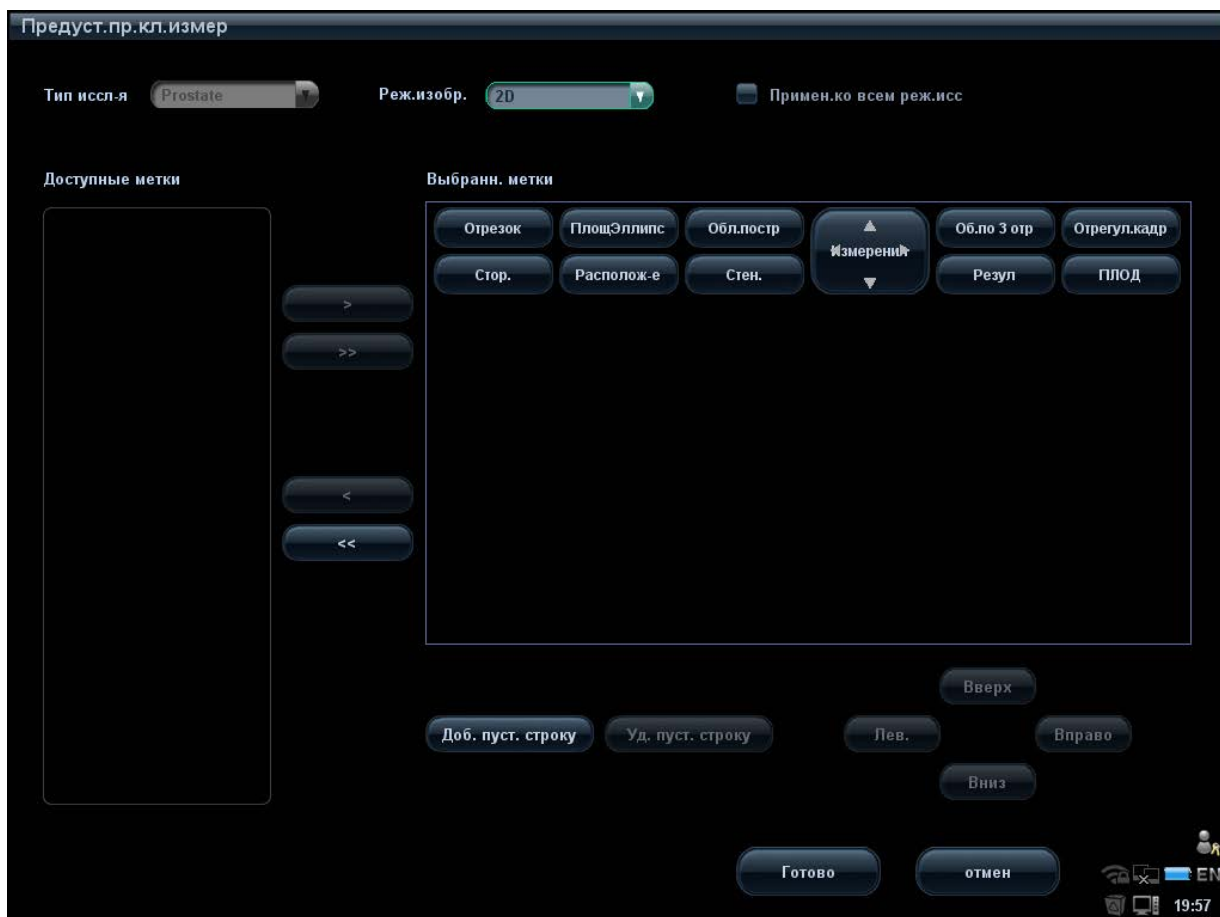 Предуст.пр.кл.измер
Тип иссл-я Prostate Реж.изобр. 2D Примен.ко всем реж.исс
Доступные метки Выбранн. метки
Отрезок ПлощЭллипс Обл.постр Измерения Об.по 3 отр Отрегул.кадр
Стор. Располож-е Стен. Резул ПЛОД
>
>>
<
<<
Вверх
Доб. пуст. строку Уд. пуст. строку Лев. Вправо
Вниз
Готово отмен EN
19:57